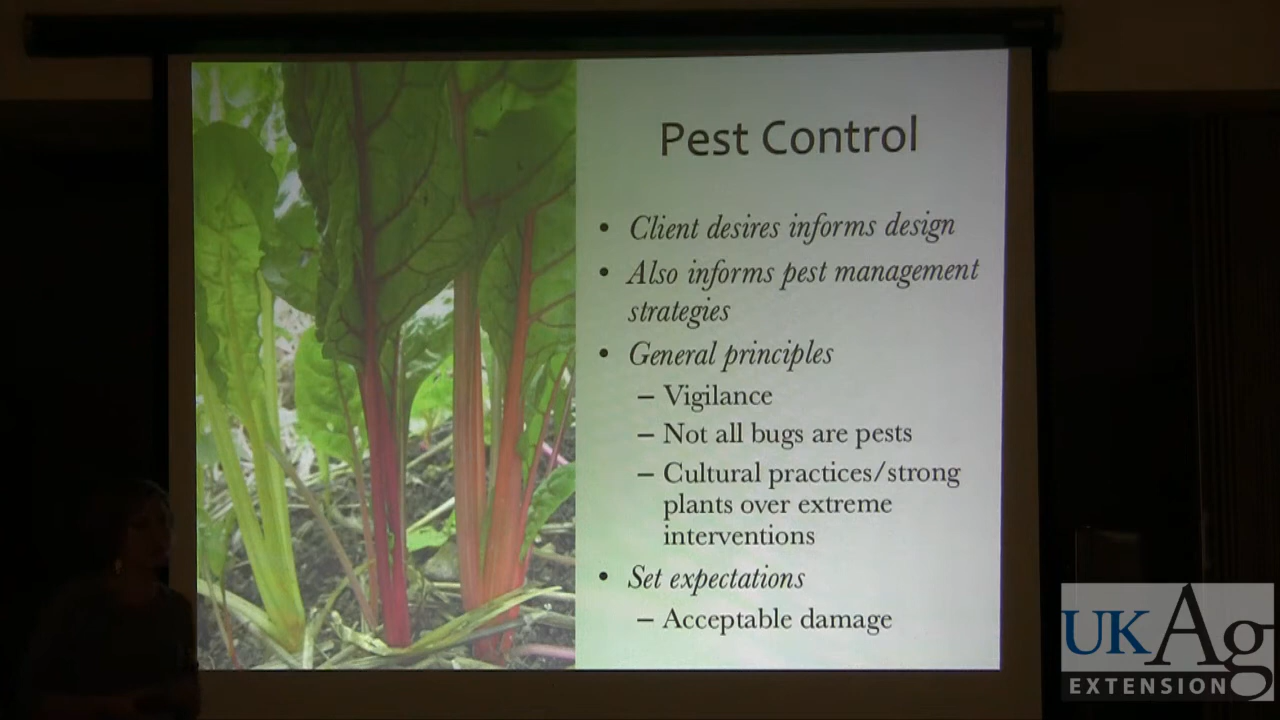 Pest Control
• Client desires informs design
• Also informs pest management
strategies
• General principles
– Vigilance
– Not all bugs are pests
– Cultural practices/strong
plants over extreme
interventions
• Set expectations
– Acceptable damage
UKAg
EXTENSION